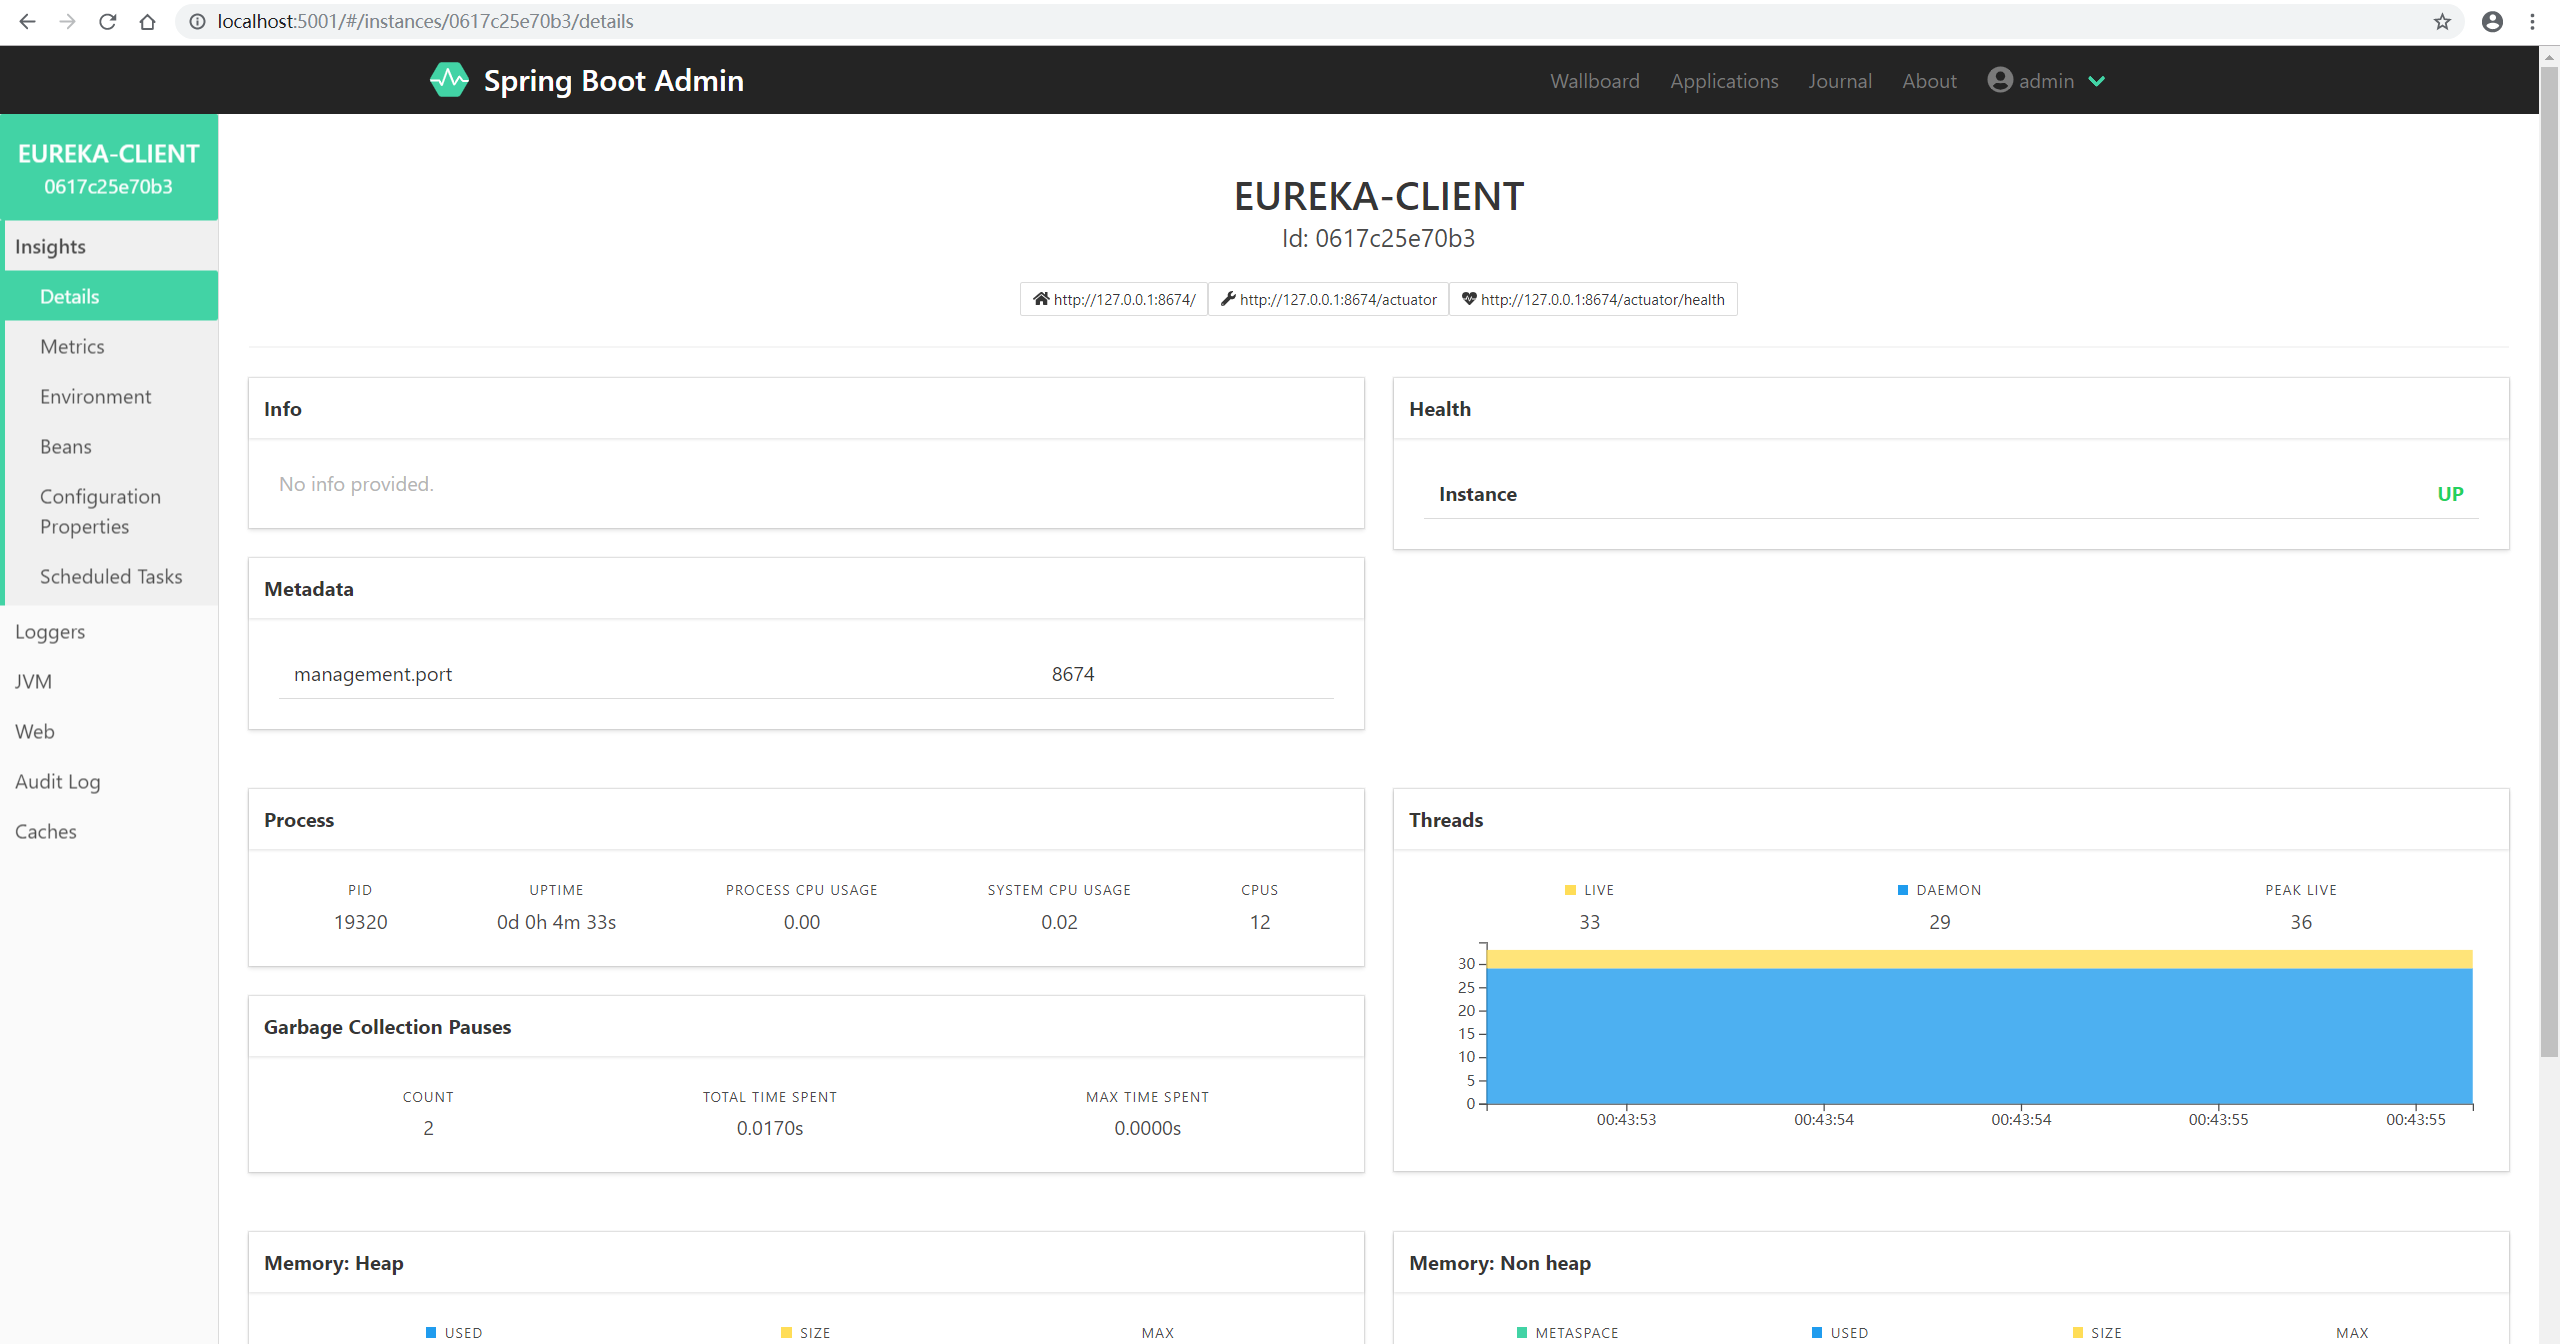 localhost:5001/#/instances/0617c25e70b3/details
Spring Boot Admin
Wallboard Applications Journal About admin
EUREKA-CLIENT
0617c25e70b3
Insights
Details
Metrics
Environment
Beans
Configuration
Properties
Scheduled Tasks
Loggers
JVM
Web
Audit Log
Caches
EUREKA-CLIENT
Id: 0617c25e70b3
http://127.0.0.1:8674/ http://127.0.0.1:8674/actuator http://127.0.0.1:8674/actuator/health
Info
No info provided.
Health
Instance UP
Metadata
management.port 8674
Process
PID UPTIME PROCESS CPU USAGE SYSTEM CPU USAGE CPUS
19320 0d 0h 4m 33s 0.00 0.02 12
Threads
LIVE DAEMON PEAK LIVE
33 29 36
30
25
20
15
10
5
0
00:43:53 00:43:54 00:43:54 00:43:55 00:43:55
Garbage Collection Pauses
COUNT TOTAL TIME SPENT MAX TIME SPENT
2 0.0170s 0.0000s
Memory: Heap
USED SIZE MAX
Memory: Non heap
METASPACE USED SIZE MAX